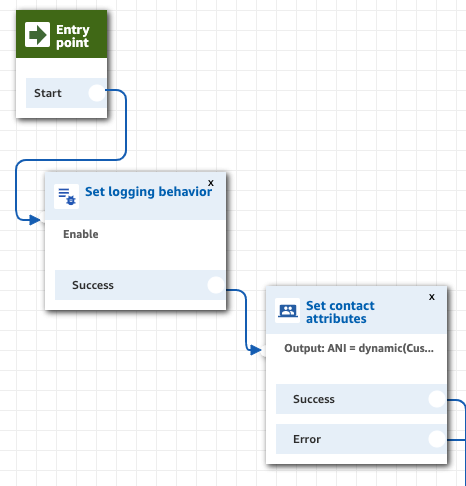 Entry
point
Start
Set logging behavior
x
Enable
Success
Set contact
attributes
x
Output: ANI = dynamic(Cus...
Success
Error